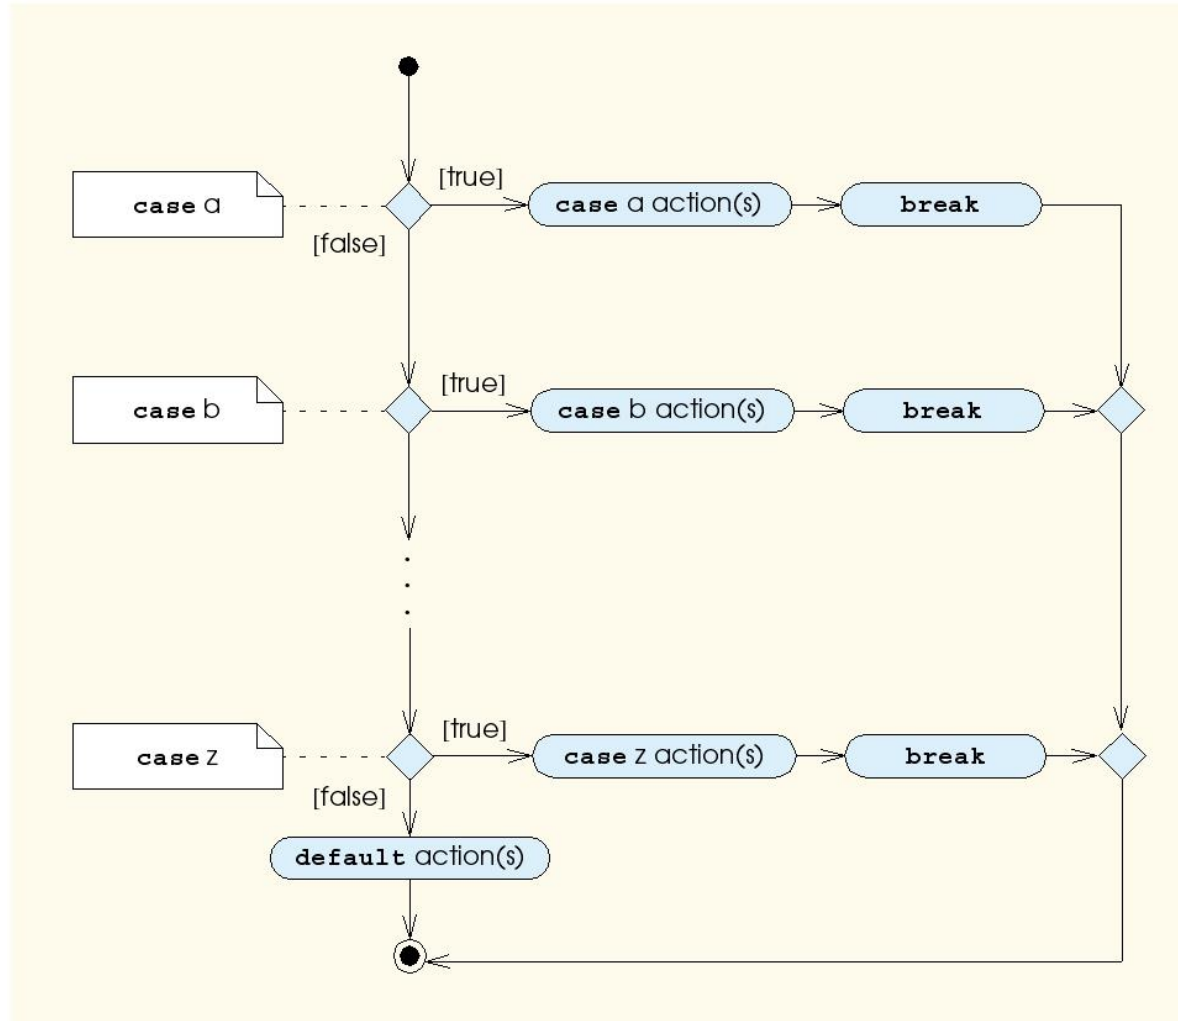 [true]
case a
case a action(s)
break
[false]
[true]
case b
case b action(s)
break
.
.
.
[true]
case z
case z action(s)
break
[false]
default action(s)